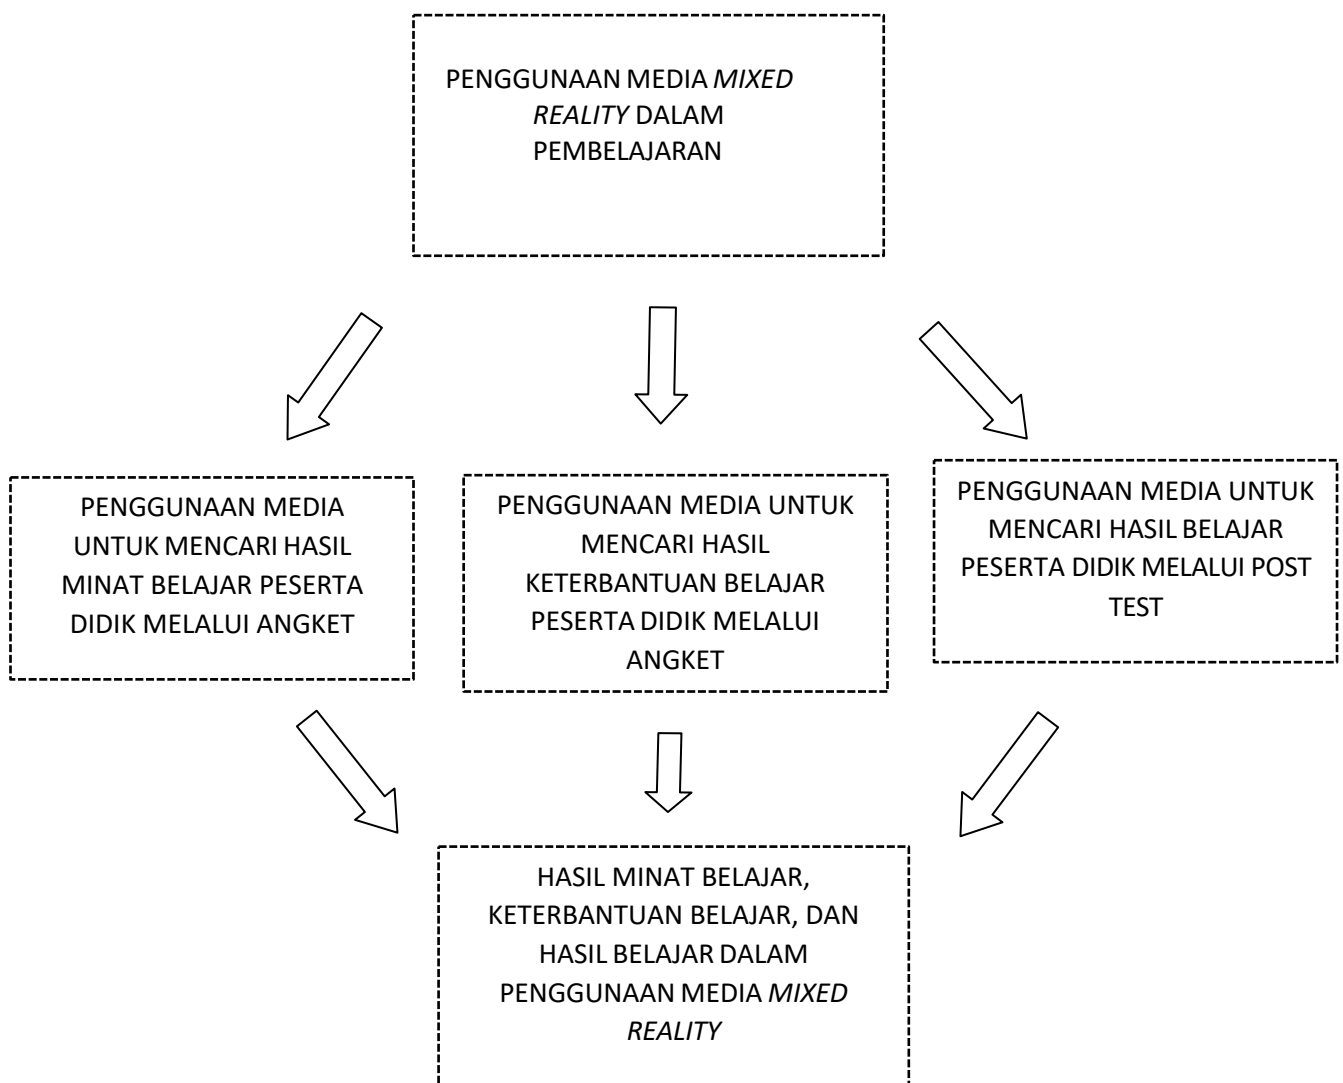 PENGGUNAAN MEDIA MIXED
REALITY DALAM
PEMBELAJARAN
PENGGUNAAN MEDIA
UNTUK MENCARI HASIL
MINAT BELAJAR PESERTA
DIDIK MELALUI ANGKET
PENGGUNAAN MEDIA UNTUK
MENCARI HASIL
KETERBANTUAN BELAJAR
PESERTA DIDIK MELALUI
ANGKET
PENGGUNAAN MEDIA UNTUK
MENCARI HASIL BELAJAR
PESERTA DIDIK MELALUI POST
TEST
HASIL MINAT BELAJAR,
KETERBANTUAN BELAJAR, DAN
HASIL BELAJAR DALAM
PENGGUNAAN MEDIA MIXED
REALITY